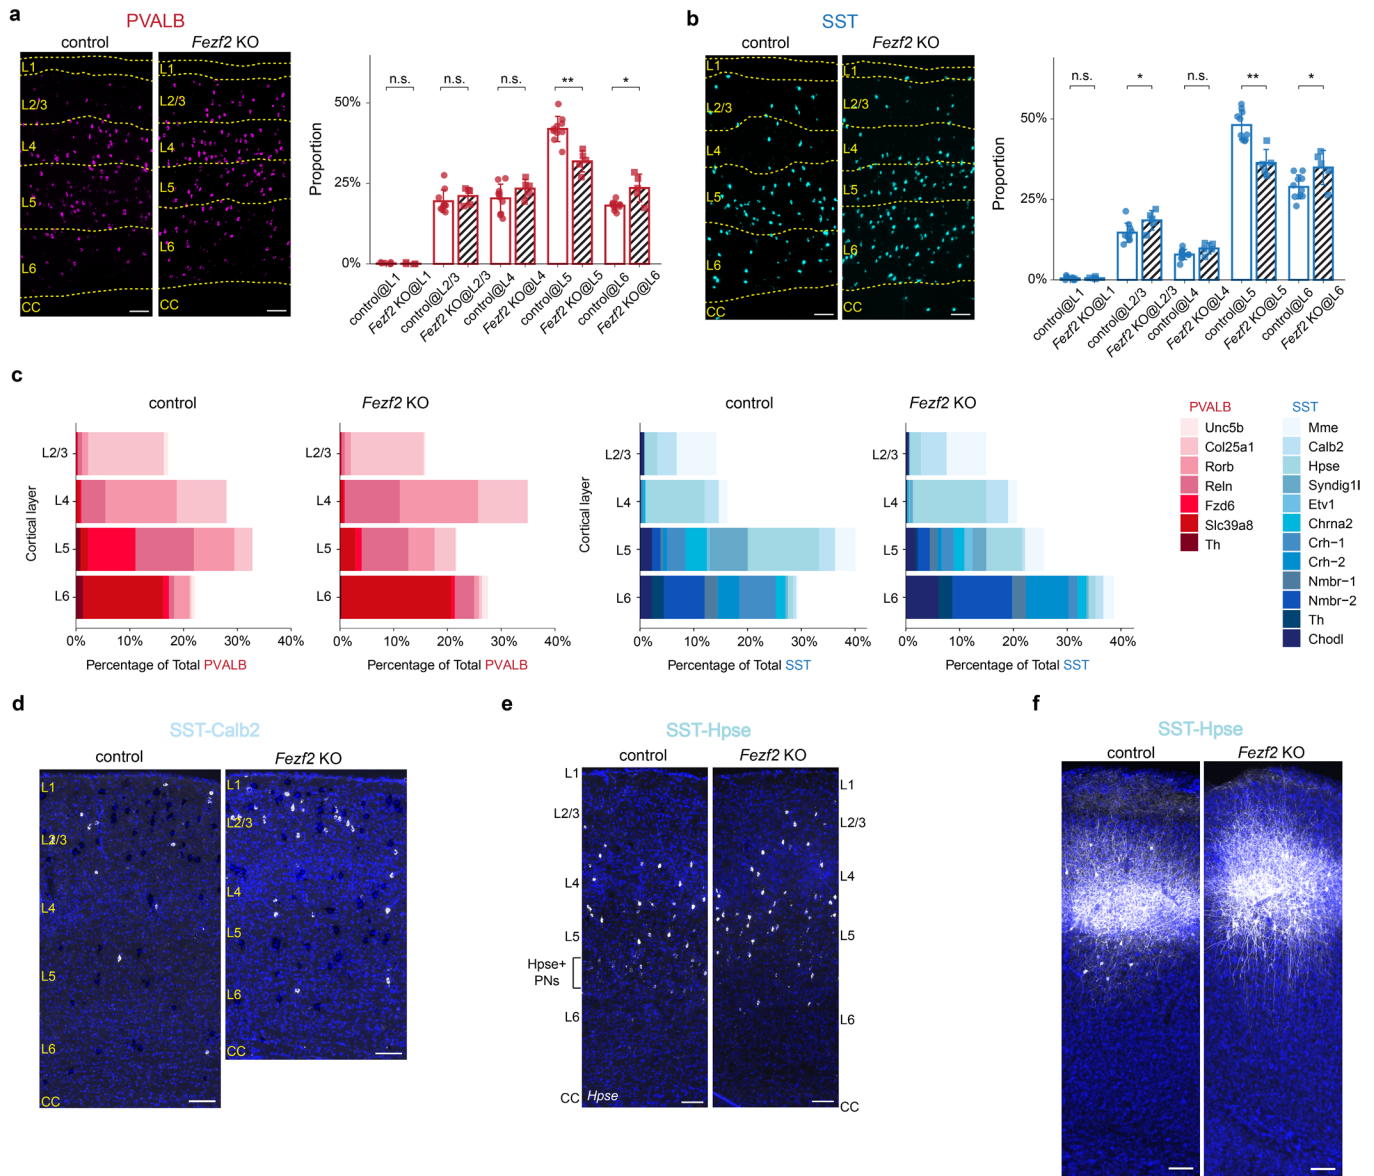 a
PVALB
control
Fezf2 KO
L1
L2/3
L4
L5
L6
CC
L1
L2/3
L4
L5
L6
CC
Proportion
50%
25%
0%
n.s.
n.s.
n.s.
**
*
control@L1
Fezf2 KO@L1
control@L2/3
Fezf2 KO@L2/3
control@L4
Fezf2 KO@L4
control@L5
Fezf2 KO@L5
control@L6
Fezf2 KO@L6
b
SST
control
Fezf2 KO
L1
L2/3
L4
L5
L6
CC
L1
L2/3
L4
L5
L6
CC
Proportion
50%
25%
0%
n.s.
*
n.s.
**
*
control@L1
Fezf2 KO@L1
control@L2/3
Fezf2 KO@L2/3
control@L4
Fezf2 KO@L4
control@L5
Fezf2 KO@L5
control@L6
Fezf2 KO@L6
c
control
Cortical layer
L2/3
L4
L5
L6
0%
10%
20%
30%
40%
Percentage of Total PVALB
Fezf2 KO
L2/3
L4
L5
L6
0%
10%
20%
30%
40%
Percentage of Total PVALB
control
Cortical layer
L2/3
L4
L5
L6
0%
10%
20%
30%
40%
Percentage of Total SST
Fezf2 KO
L2/3
L4
L5
L6
0%
10%
20%
30%
40%
Percentage of Total SST
PVALB
Unc5b
Col25a1
Rorb
Reln
Fzd6
Slc39a8
Th
SST
Mme
Calb2
Hpse
Syndig1l
Etv1
Chrna2
Crh−1
Crh−2
Nmbr−1
Nmbr−2
Th
Chodl
d
SST-Calb2
control
Fezf2 KO
L1
L2/3
L4
L5
L6
CC
L1
L2/3
L4
L5
L6
CC
e
SST-Hpse
control
Fezf2 KO
L1
L2/3
L4
L5
Hpse+
PNs
L6
CC
Hpse
L1
L2/3
L4
L5
L6
CC
f
SST-Hpse
control
Fezf2 KO